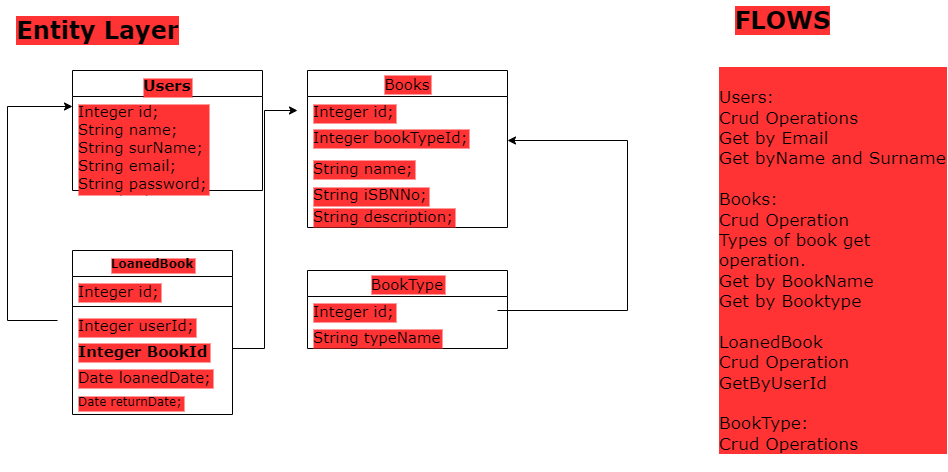 Entity Layer
Users
Integer id;
String name;
String surName;
String email;
String password;
LoanedBook
Integer id;
Integer userId;
Integer BookId
Date loanedDate;
Date returnDate;
Books
Integer id;
Integer bookTypeId;
String name;
String iSBNNo;
String description;
BookType
Integer id;
String typeName
FLOWS
Users:
Crud Operations
Get by Email
Get byName and Surname
Books:
Crud Operation
Types of book get
operation.
Get by BookName
Get by Booktype
LoanedBook
Crud Operation
GetByUserId
BookType:
Crud Operations